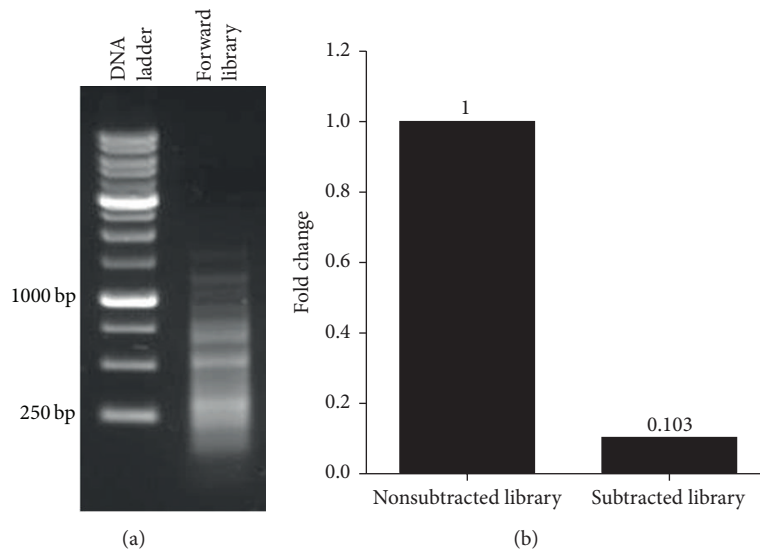 DNA
ladder
Forward
library
1000 bp
250 bp
(a)
Fold change
1.2
1.0
0.8
0.6
0.4
0.2
0.0
1
0.103
Nonsubtracted library
Subtracted library
(b)